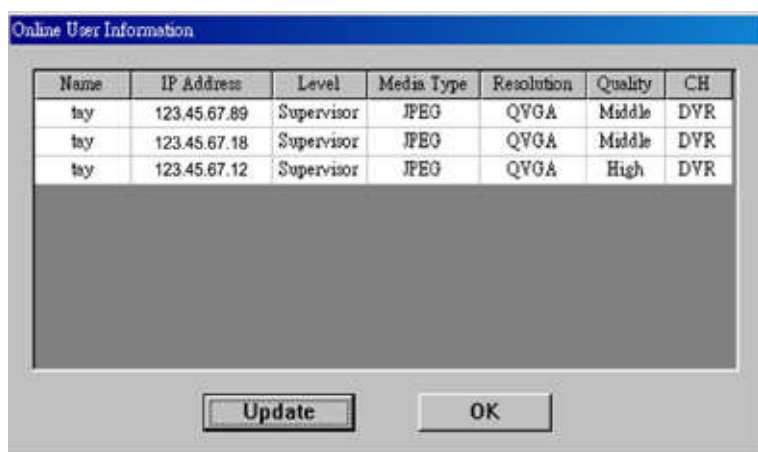 Online User Information
Name IP Address Level Media Type Resolution Quality CH
tay 123.45.67.89 Supervisor JPEG QVGA Middle DVR
tay 123.45.67.18 Supervisor JPEG QVGA Middle DVR
tay 123.45.67.12 Supervisor JPEG QVGA High DVR
Update OK